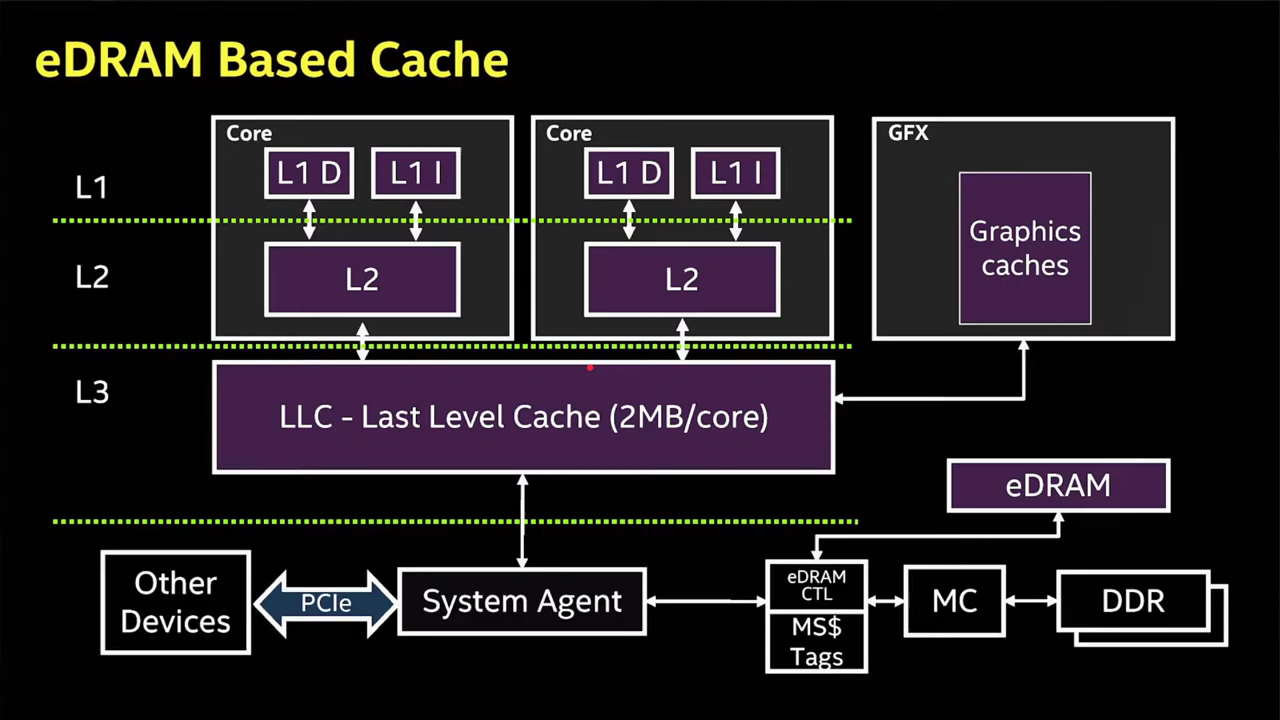 eDRAM Based Cache
Core
Core
GFX
L1
L1 D
L1 I
L1 D
L1 I
Graphics
caches
L2
L2
L2
L3
LLC - Last Level Cache (2MB/core)
eDRAM
Other
Devices
PCIe
System Agent
eDRAM
CTL
MS$
Tags
MC
DDR